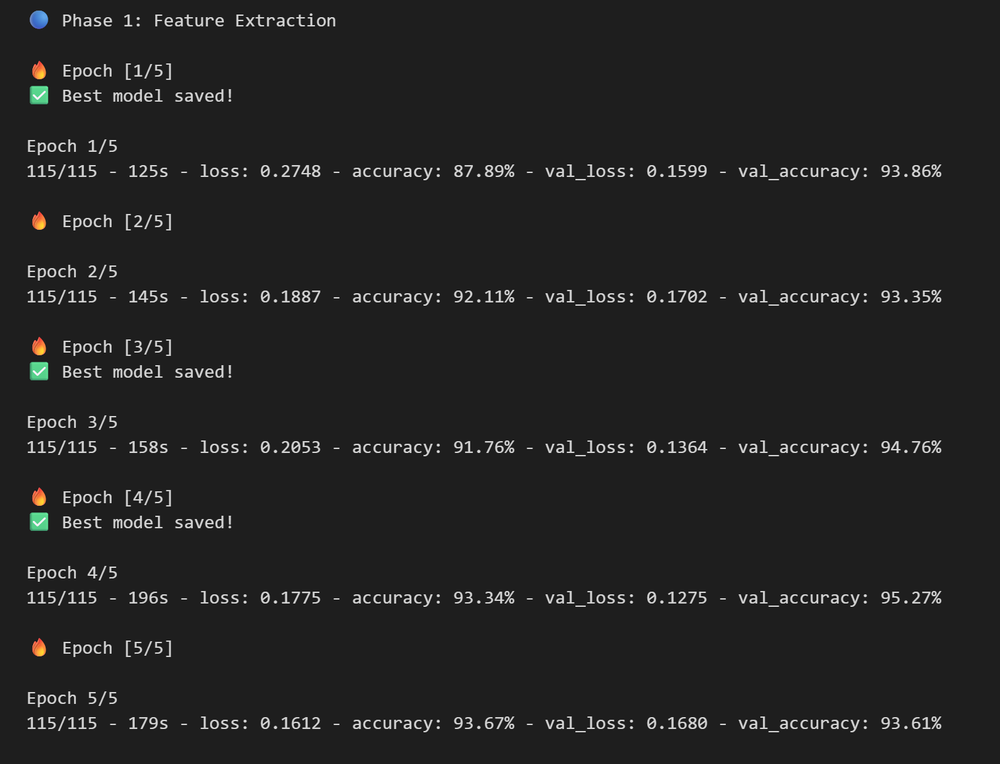 🔵 Phase 1: Feature Extraction
🔥 Epoch [1/5]
✅ Best model saved!
Epoch 1/5
115/115 - 125s - loss: 0.2748 - accuracy: 87.89% - val_loss: 0.1599 - val_accuracy: 93.86%
🔥 Epoch [2/5]
Epoch 2/5
115/115 - 145s - loss: 0.1887 - accuracy: 92.11% - val_loss: 0.1702 - val_accuracy: 93.35%
🔥 Epoch [3/5]
✅ Best model saved!
Epoch 3/5
115/115 - 158s - loss: 0.2053 - accuracy: 91.76% - val_loss: 0.1364 - val_accuracy: 94.76%
🔥 Epoch [4/5]
✅ Best model saved!
Epoch 4/5
115/115 - 196s - loss: 0.1775 - accuracy: 93.34% - val_loss: 0.1275 - val_accuracy: 95.27%
🔥 Epoch [5/5]
Epoch 5/5
115/115 - 179s - loss: 0.1612 - accuracy: 93.67% - val_loss: 0.1680 - val_accuracy: 93.61%